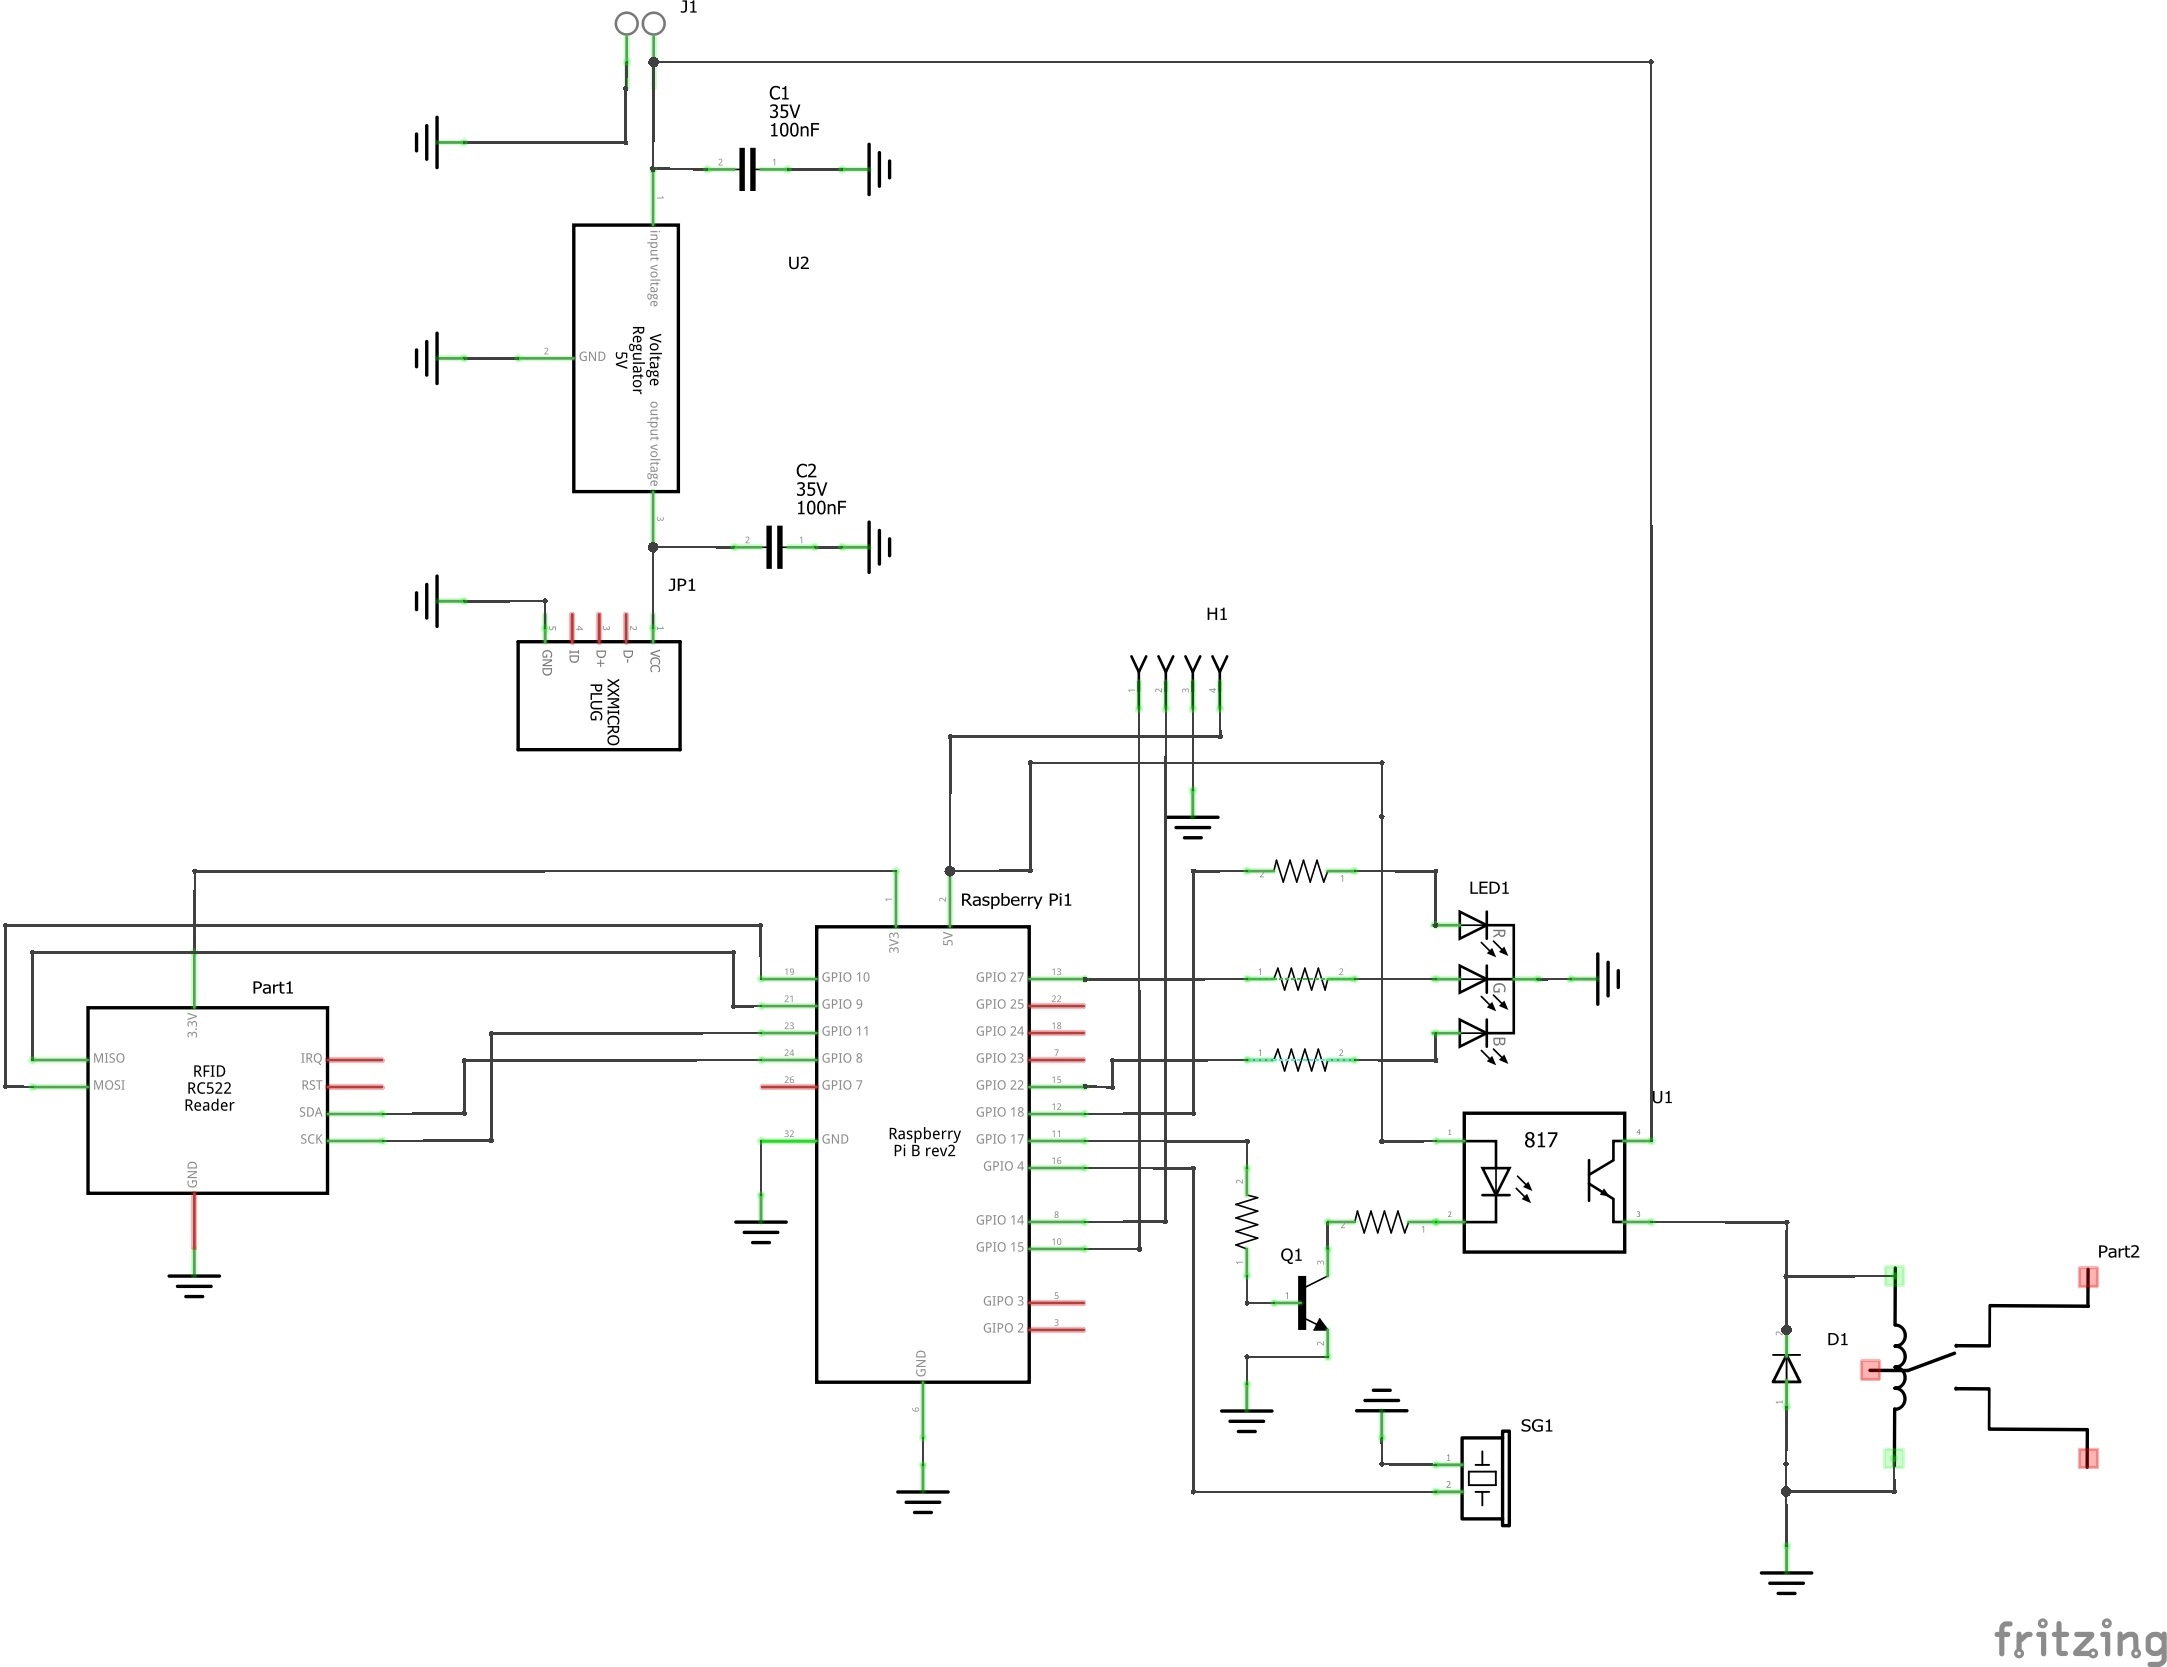 J1
C1
35V
100nF
2
1
1
input voltage
U2
Voltage
Regulator
5V
2
GND
output voltage
3
C2
35V
100nF
2
1
JP1
5
4
3
2
1
GND
ID
D+
D-
VCC
XXMICRO
PLUG
H1
1
2
3
4
1
2
Raspberry Pi1
3V3
5V
2
1
LED1
R
G
B
Part1
3.3V
MISO
MOSI
RFID
RC522
Reader
IRQ
RST
SDA
SCK
GND
19
GPIO 10
21
GPIO 9
23
GPIO 11
24
GPIO 8
26
GPIO 7
32
GND
Raspberry
Pi B rev2
GPIO 27
13
GPIO 25
22
GPIO 24
18
GPIO 23
7
GPIO 22
15
GPIO 18
12
GPIO 17
11
GPIO 4
16
GPIO 14
8
GPIO 15
10
GIPO 3
5
GIPO 2
3
GND
6
1
2
1
2
U1
817
1
2
4
3
2
1
2
1
Q1
1
3
2
SG1
1
2
D1
2
1
Part2
fritzing